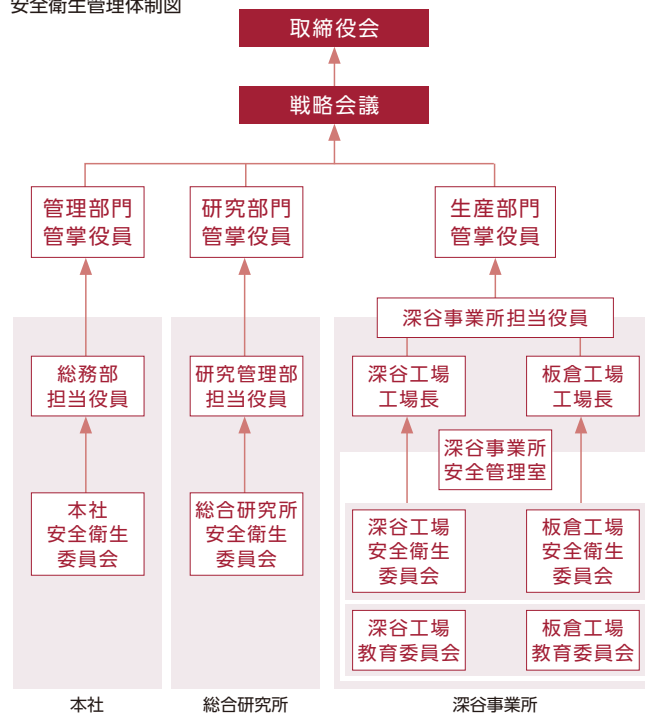 安全衛生管理体制図
取締役会
戦略会議
管理部門
管掌役員
研究部門
管掌役員
生産部門
管掌役員
深谷事業所担当役員
総務部
担当役員
研究管理部
担当役員
深谷工場
工場長
板倉工場
工場長
深谷事業所
安全管理室
本社
安全衛生
委員会
総合研究所
安全衛生
委員会
深谷工場
安全衛生
委員会
板倉工場
安全衛生
委員会
深谷工場
教育委員会
板倉工場
教育委員会
本社
総合研究所
深谷事業所